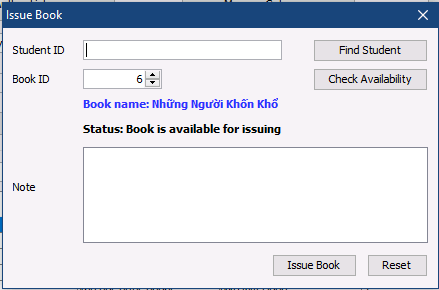 Issue Book
Student ID
Find Student
Book ID
6
Check Availability
Book name: Những Người Khốn Khổ
Status: Book is available for issuing
Note
Issue Book
Reset